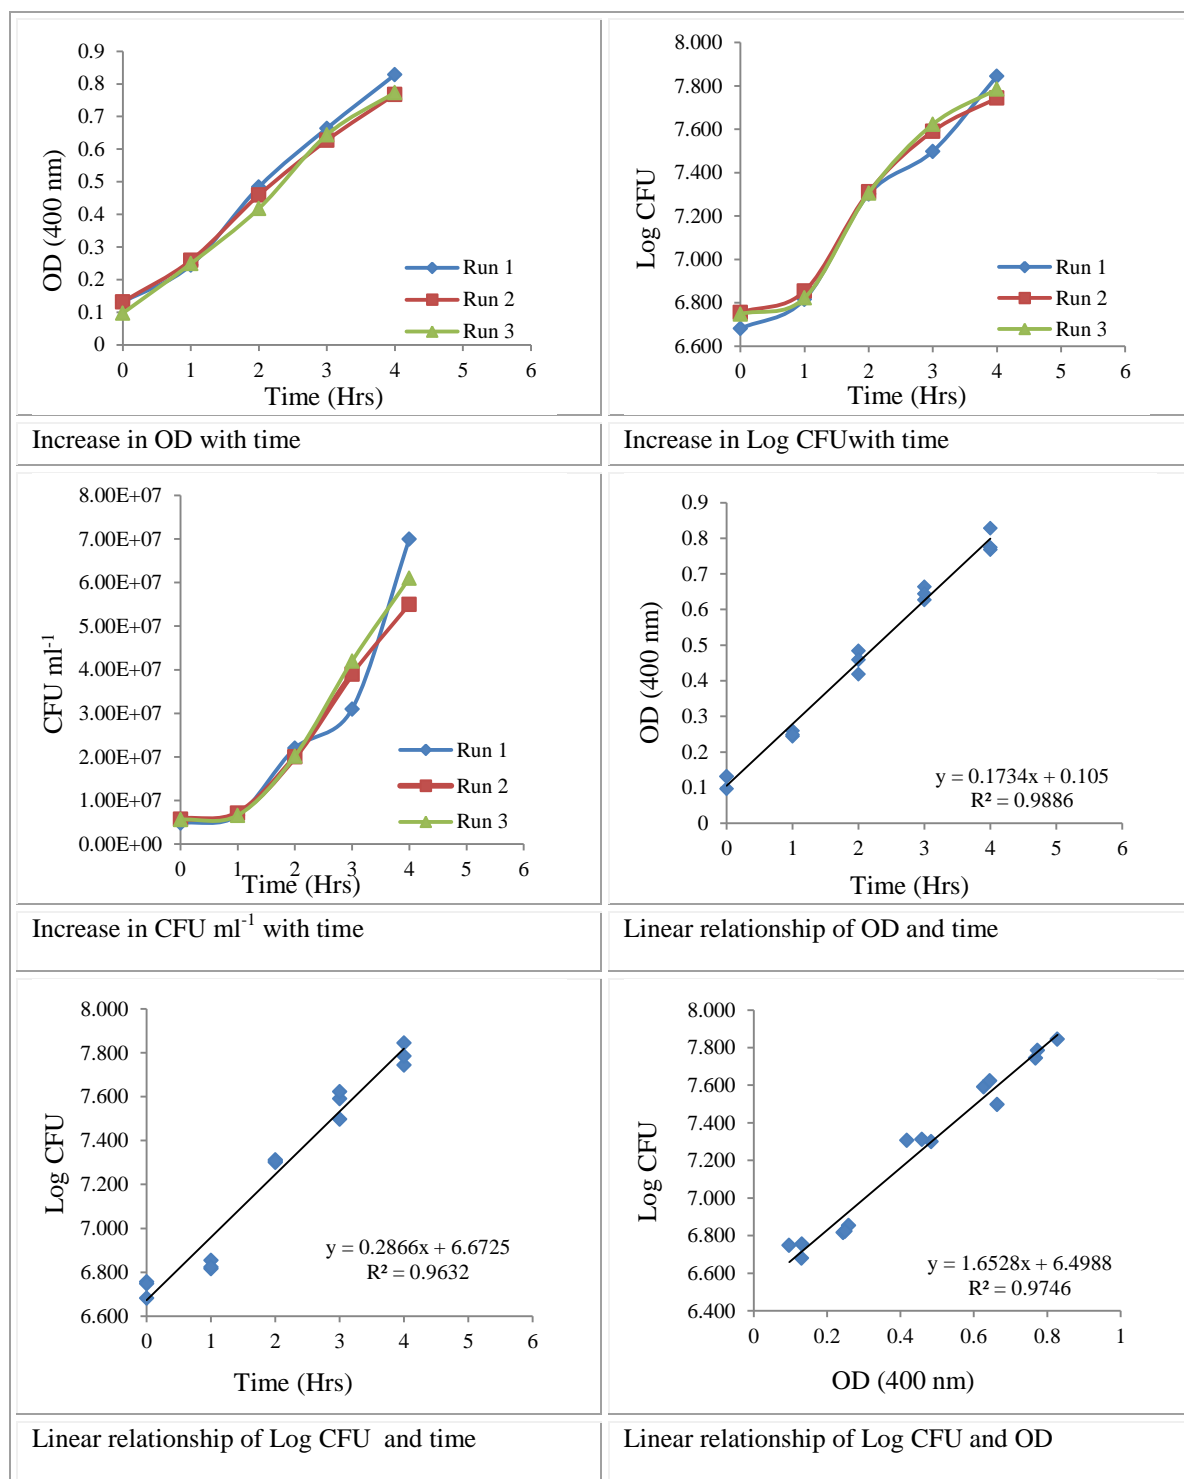 0.9
0.8
0.7
0.6
0.5
0.4
0.3
0.2
0.1
0
OD (400 nm)
Run 1
Run 2
Run 3
0 1 2 3 4 5 6
Time (Hrs)
Increase in OD with time
8.000
7.800
7.600
7.400
7.200
7.000
6.800
6.600
Log CFU
Run 1
Run 2
Run 3
0 1 2 3 4 5 6
Time (Hrs)
Increase in Log CFUwith time
8.00E+07
7.00E+07
6.00E+07
5.00E+07
4.00E+07
3.00E+07
2.00E+07
1.00E+07
0.00E+00
CFU ml⁻¹
Run 1
Run 2
Run 3
0 1 2 3 4 5 6
Time (Hrs)
Increase in CFU ml⁻¹ with time
0.9
0.8
0.7
0.6
0.5
0.4
0.3
0.2
0.1
0
OD (400 nm)
y = 0.1734x + 0.105
R² = 0.9886
0 1 2 3 4 5 6
Time (Hrs)
Linear relationship of OD and time
8.000
7.800
7.600
7.400
7.200
7.000
6.800
6.600
Log CFU
y = 0.2866x + 6.6725
R² = 0.9632
0 1 2 3 4 5 6
Time (Hrs)
Linear relationship of Log CFU and time
8.000
7.800
7.600
7.400
7.200
7.000
6.800
6.600
6.400
Log CFU
y = 1.6528x + 6.4988
R² = 0.9746
0 0.2 0.4 0.6 0.8 1
OD (400 nm)
Linear relationship of Log CFU and OD